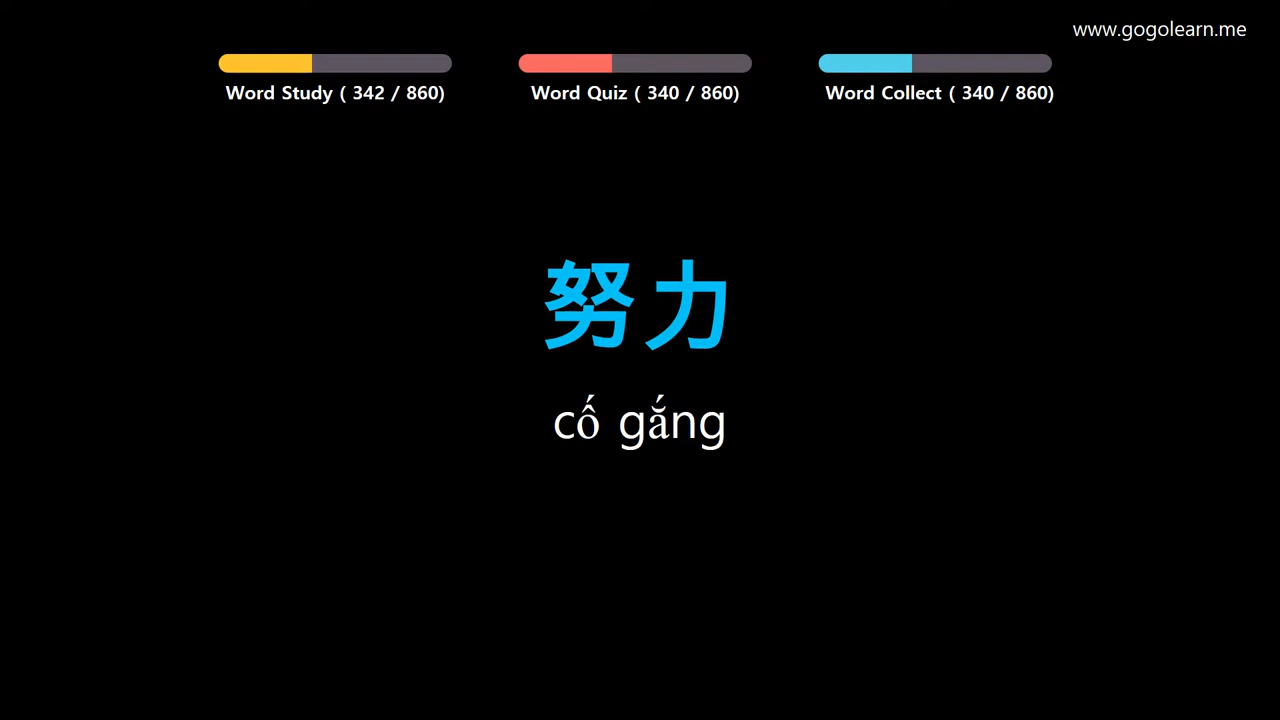 www.gogolearn.me
Word Study ( 342 / 860)
Word Quiz ( 340 / 860)
Word Collect ( 340 / 860)
努力
cố gắng